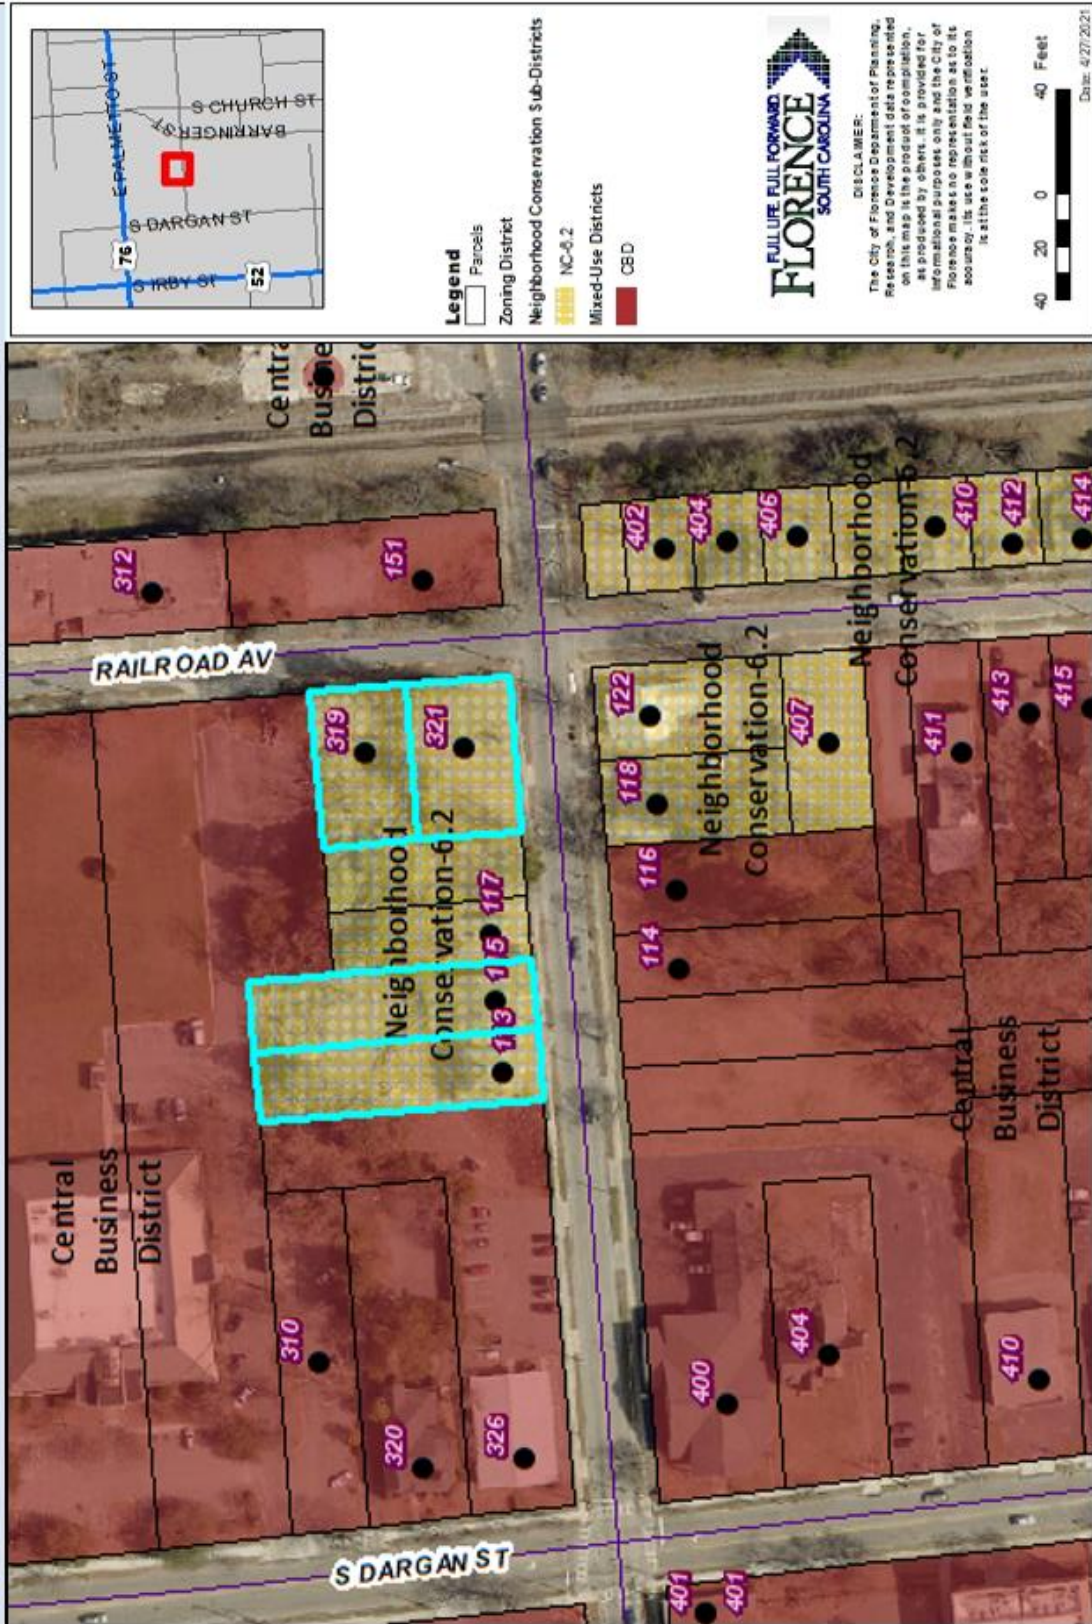 E PALMETTO ST
S CHURCH ST
BARRINGER ST
S DARGAN ST
76
S IRBY ST
52
Legend
Parcels
Zoning District
Neighborhood Conservation Sub-Districts
NC-6.2
Mixed-Use Districts
CBD
FULL LIFE. FULL FORWARD.
FLORENCE
SOUTH CAROLINA
DISCLAIMER:
The City of Florence Department of Planning,
Research, and Development data represented
on this map is the product of compilation,
as produced by others. It is provided for
informational purposes only and the City of
Florence makes no representation as to its
accuracy. Its use without field verification
is at the sole risk of the user.
40 20 0 40 Feet
Date: 4/27/2021
Central
Business
District
312
151
RAILROAD AV
319
321
Neighborhood
Conservation-6.2
117
115
113
Central
Business
District
310
320
326
S DARGAN ST
402
404
406
410
412
414
Neighborhood
Conservation-6.2
122
118
407
Neighborhood
Conservation-6.2
411
413
415
116
114
Central
Business
District
400
404
410
401
401